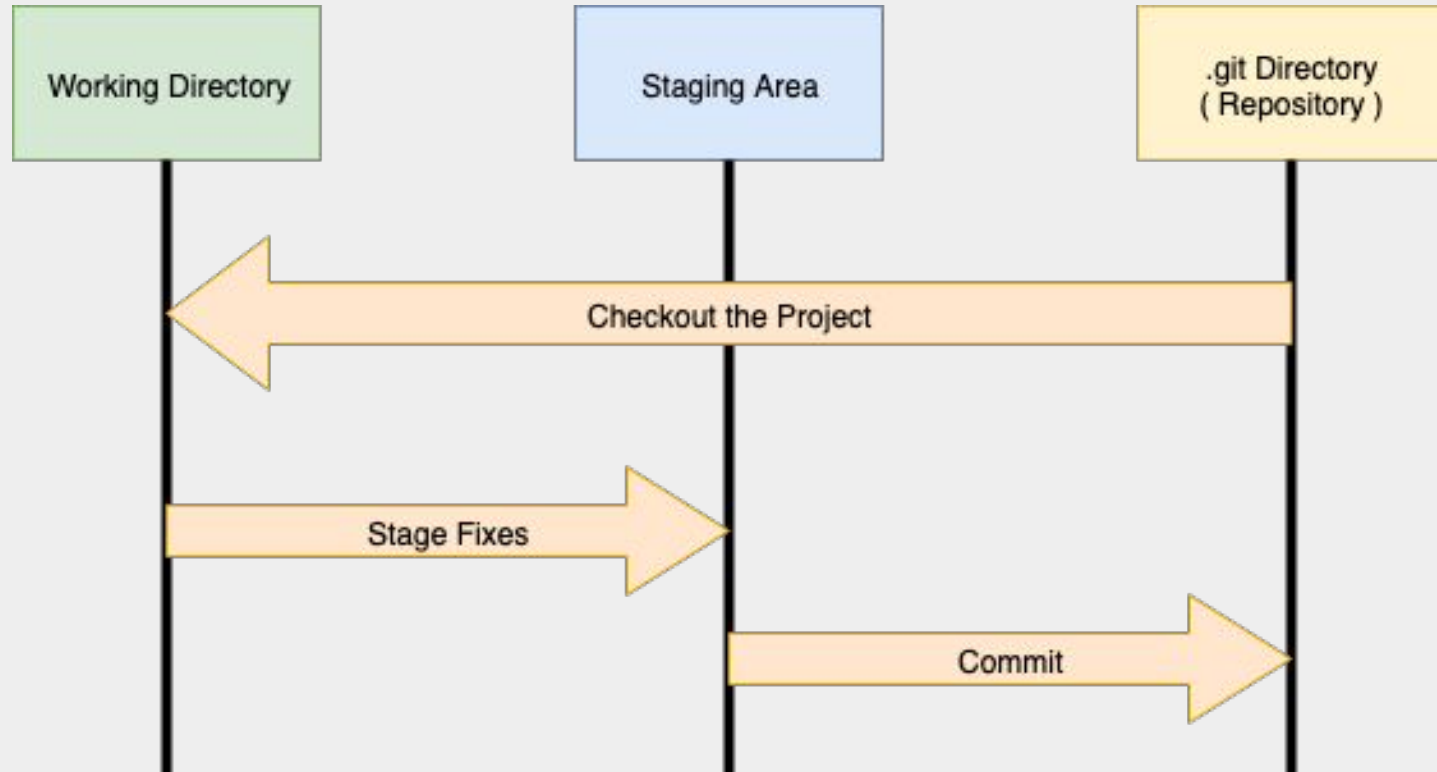 Working Directory
Staging Area
.git Directory
( Repository )
Checkout the Project
Stage Fixes
Commit